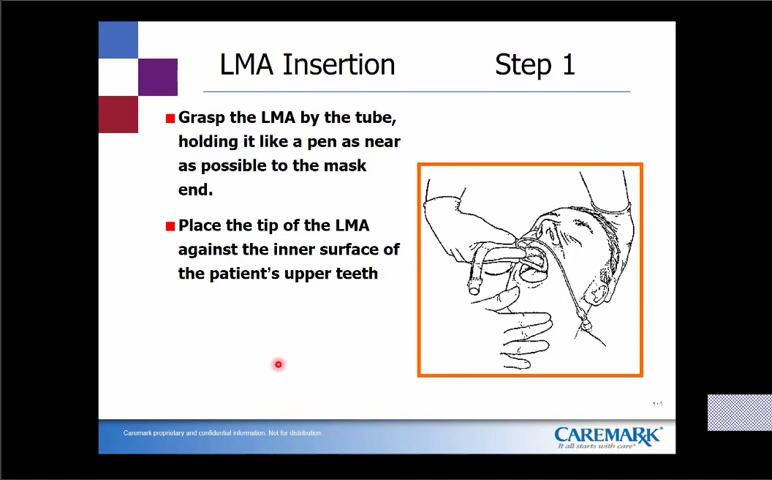 LMA Insertion Step 1
Grasp the LMA by the tube,
holding it like a pen as near
as possible to the mask
end.
Place the tip of the LMA
against the inner surface of
the patient's upper teeth
Caremark proprietary and confidential information. Not for distribution.
CAREMARK
It all starts with care